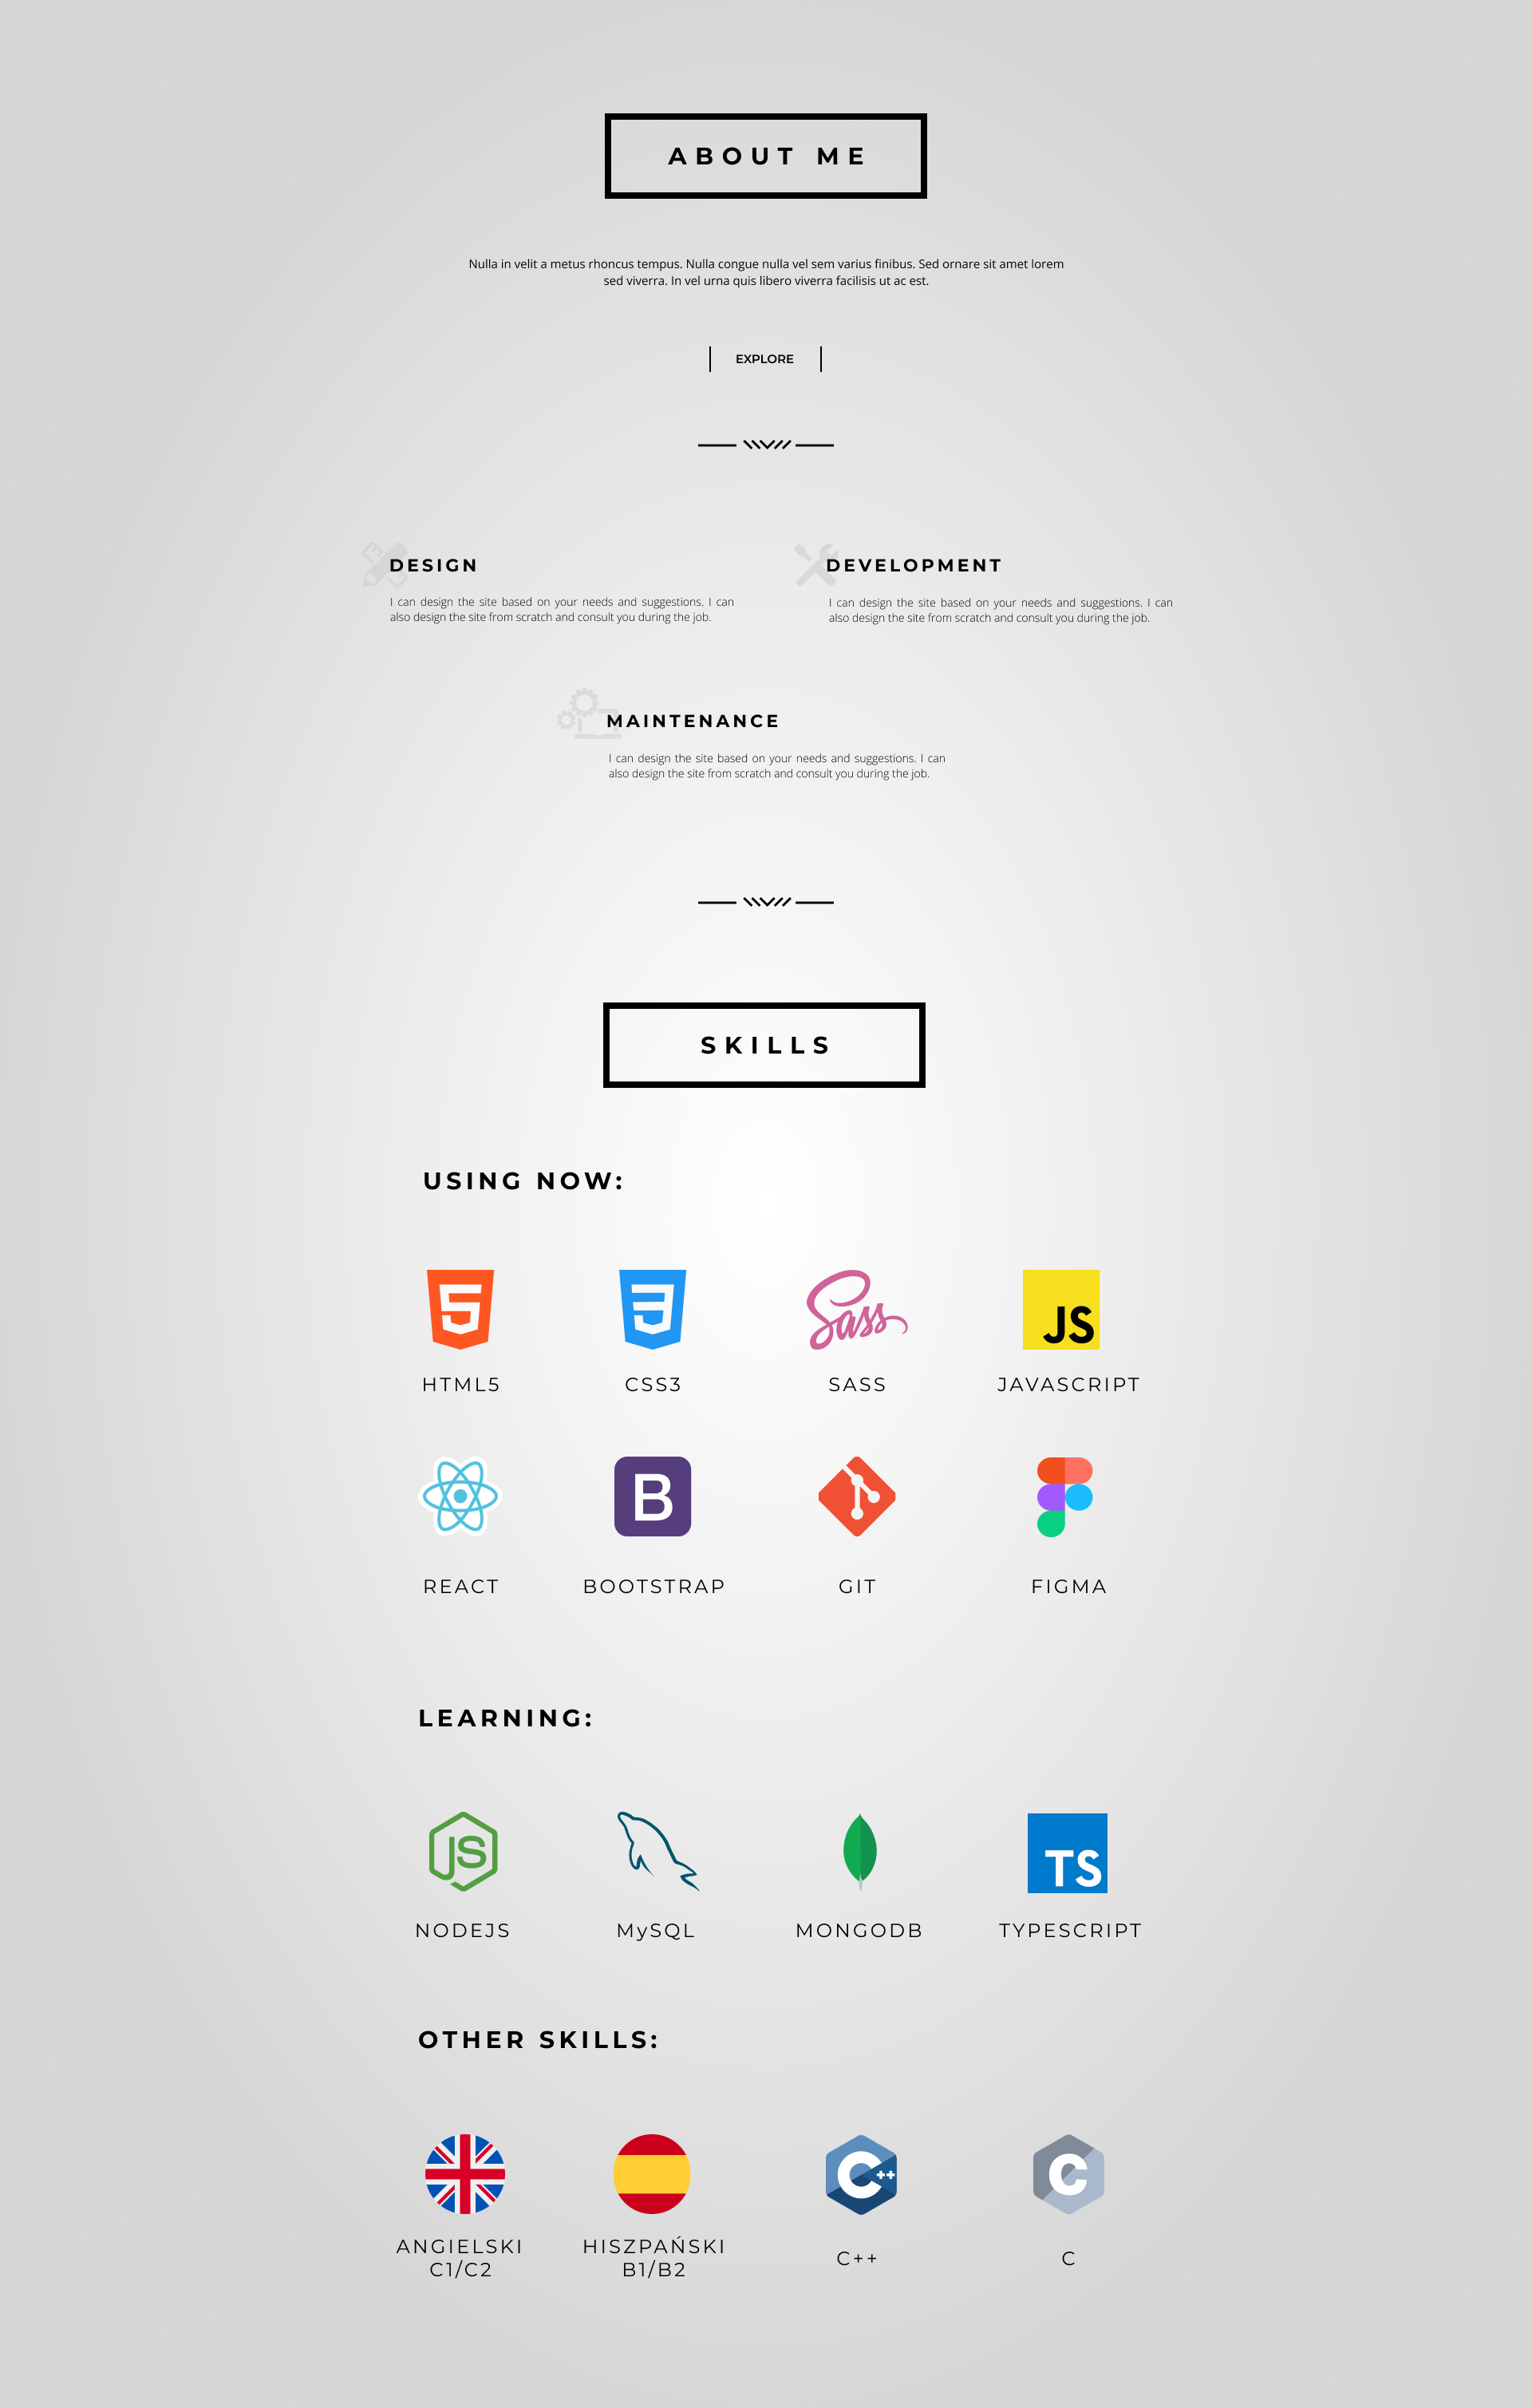 ABOUT ME
Nulla in velit a metus rhoncus tempus. Nulla congue nulla vel sem varius finibus. Sed ornare sit amet lorem
sed viverra. In vel urna quis libero viverra facilisis ut ac est.
EXPLORE
DESIGN
I can design the site based on your needs and suggestions. I can
also design the site from scratch and consult you during the job.
DEVELOPMENT
I can design the site based on your needs and suggestions. I can
also design the site from scratch and consult you during the job.
MAINTENANCE
I can design the site based on your needs and suggestions. I can
also design the site from scratch and consult you during the job.
SKILLS
USING NOW:
Sass
JS
HTML5
CSS3
SASS
JAVASCRIPT
B
REACT
BOOTSTRAP
GIT
FIGMA
LEARNING:
JS
TS
NODEJS
MySQL
MONGODB
TYPESCRIPT
OTHER SKILLS:
C++
C
ANGIELSKI
C1/C2
HISZPAŃSKI
B1/B2
C++
C